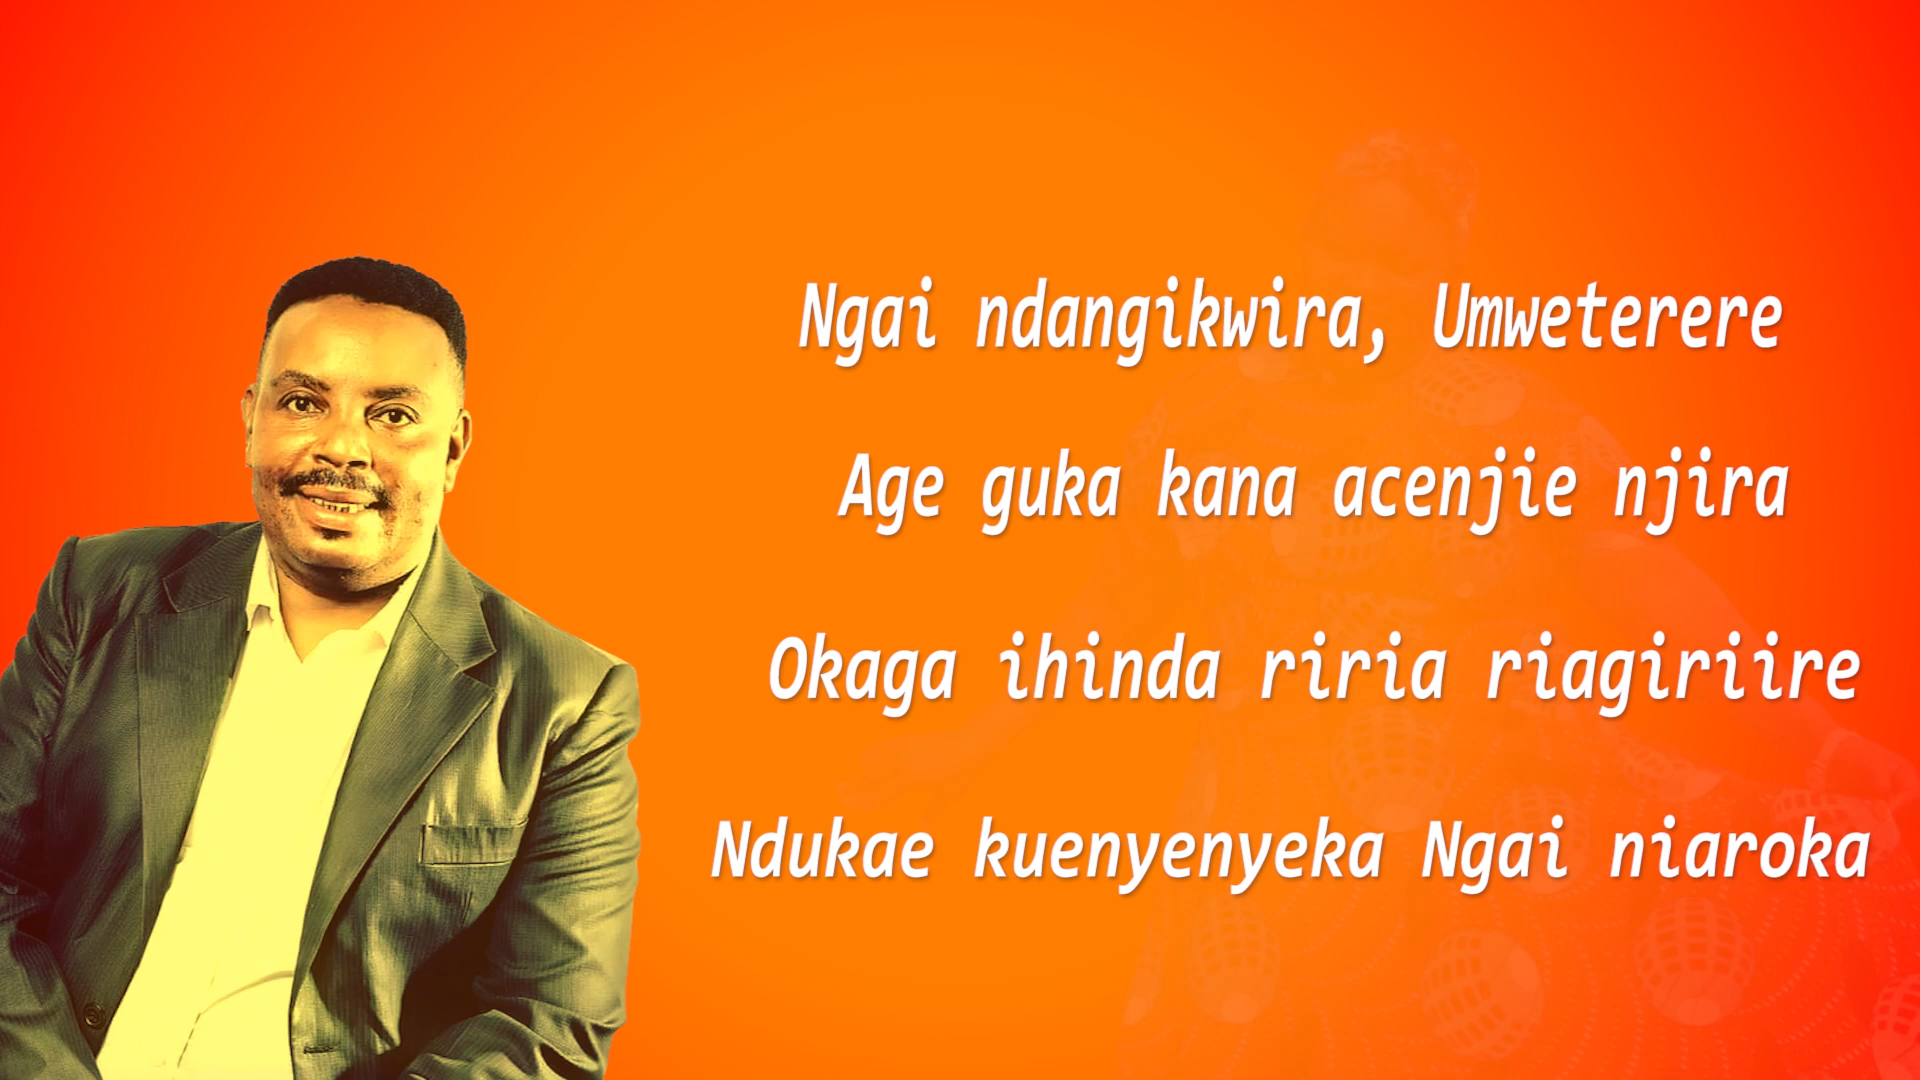 Ngai ndangikwira, Umweterere
Age guka kana acenjie njira
Okaga ihinda riria riagiriire
Ndukae kuenyenyeka Ngai niaroka